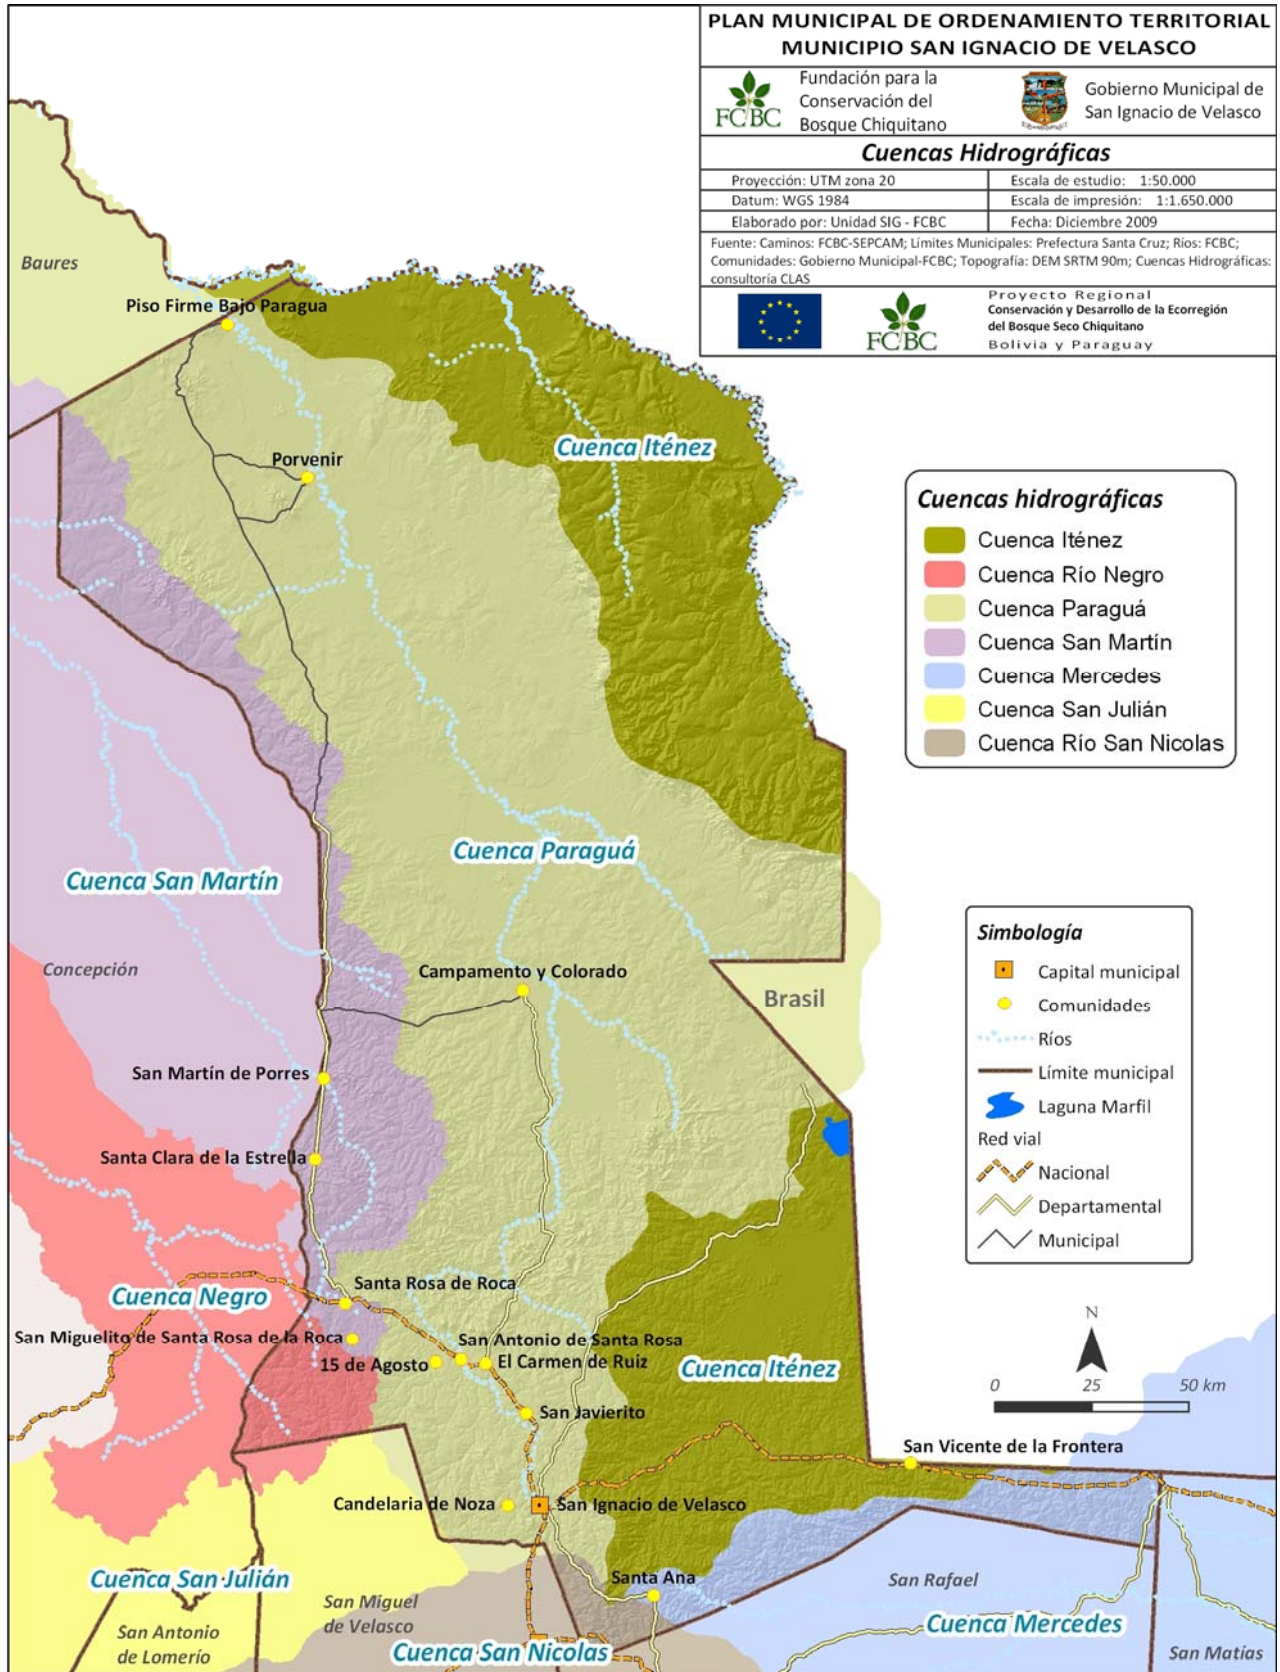 PLAN MUNICIPAL DE ORDENAMIENTO TERRITORIAL
MUNICIPIO SAN IGNACIO DE VELASCO
FCBC
Fundación para la
Conservación del
Bosque Chiquitano
Gobierno Municipal de
San Ignacio de Velasco
Cuencas Hidrográficas
Proyección: UTM zona 20
Escala de estudio: 1:50.000
Datum: WGS 1984
Escala de impresión: 1:1.650.000
Elaborado por: Unidad SIG - FCBC
Fecha: Diciembre 2009
Fuente: Caminos: FCBC-SEPCAM; Límites Municipales: Prefectura Santa Cruz; Ríos: FCBC;
Comunidades: Gobierno Municipal-FCBC; Topografía: DEM SRTM 90m; Cuencas Hidrográficas:
consultoría CLAS
FCBC
Proyecto Regional
Conservación y Desarrollo de la Ecorregión
del Bosque Seco Chiquitano
Bolivia y Paraguay
Baures
Piso Firme Bajo Paragua
Cuenca Iténez
Porvenir
Cuencas hidrográficas
Cuenca Iténez
Cuenca Río Negro
Cuenca Paraguá
Cuenca San Martín
Cuenca Mercedes
Cuenca San Julián
Cuenca Río San Nicolas
Cuenca Paraguá
Cuenca San Martín
Concepción
Campamento y Colorado
Brasil
Simbología
Capital municipal
Comunidades
Ríos
Límite municipal
Laguna Marfil
Red vial
Nacional
Departamental
Municipal
San Martín de Porres
Santa Clara de la Estrella
Santa Rosa de Roca
Cuenca Negro
San Miguelito de Santa Rosa de la Roca
San Antonio de Santa Rosa
15 de Agosto
El Carmen de Ruiz
Cuenca Iténez
N
0 25 50 km
San Javierito
San Vicente de la Frontera
Candelaria de Noza
San Ignacio de Velasco
Cuenca San Julián
Santa Ana
San Rafael
San Miguel
de Velasco
San Antonio
de Lomerío
Cuenca San Nicolas
Cuenca Mercedes
San Matías